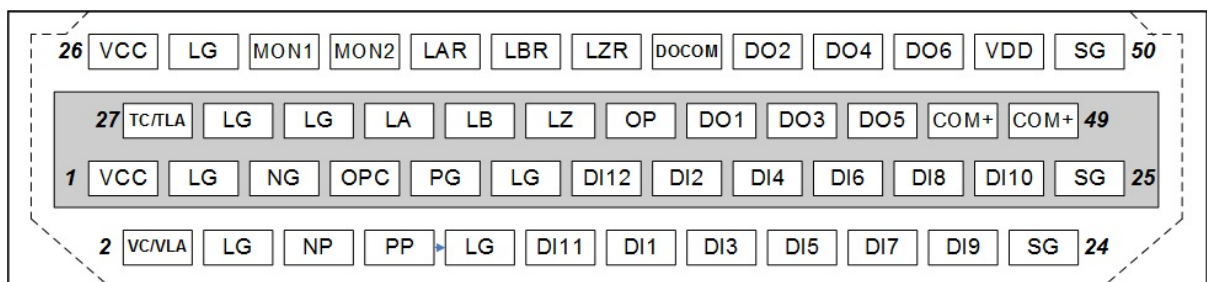 26 VCC LG MON1 MON2 LAR LBR LZR DOCOM DO2 DO4 DO6 VDD SG 50
27 TC/TLA LG LG LA LB LZ OP DO1 DO3 DO5 COM+ COM+ 49
1 VCC LG NG OPC PG LG DI12 DI2 DI4 DI6 DI8 DI10 SG 25
2 VC/VLA LG NP PP LG DI11 DI1 DI3 DI5 DI7 DI9 SG 24